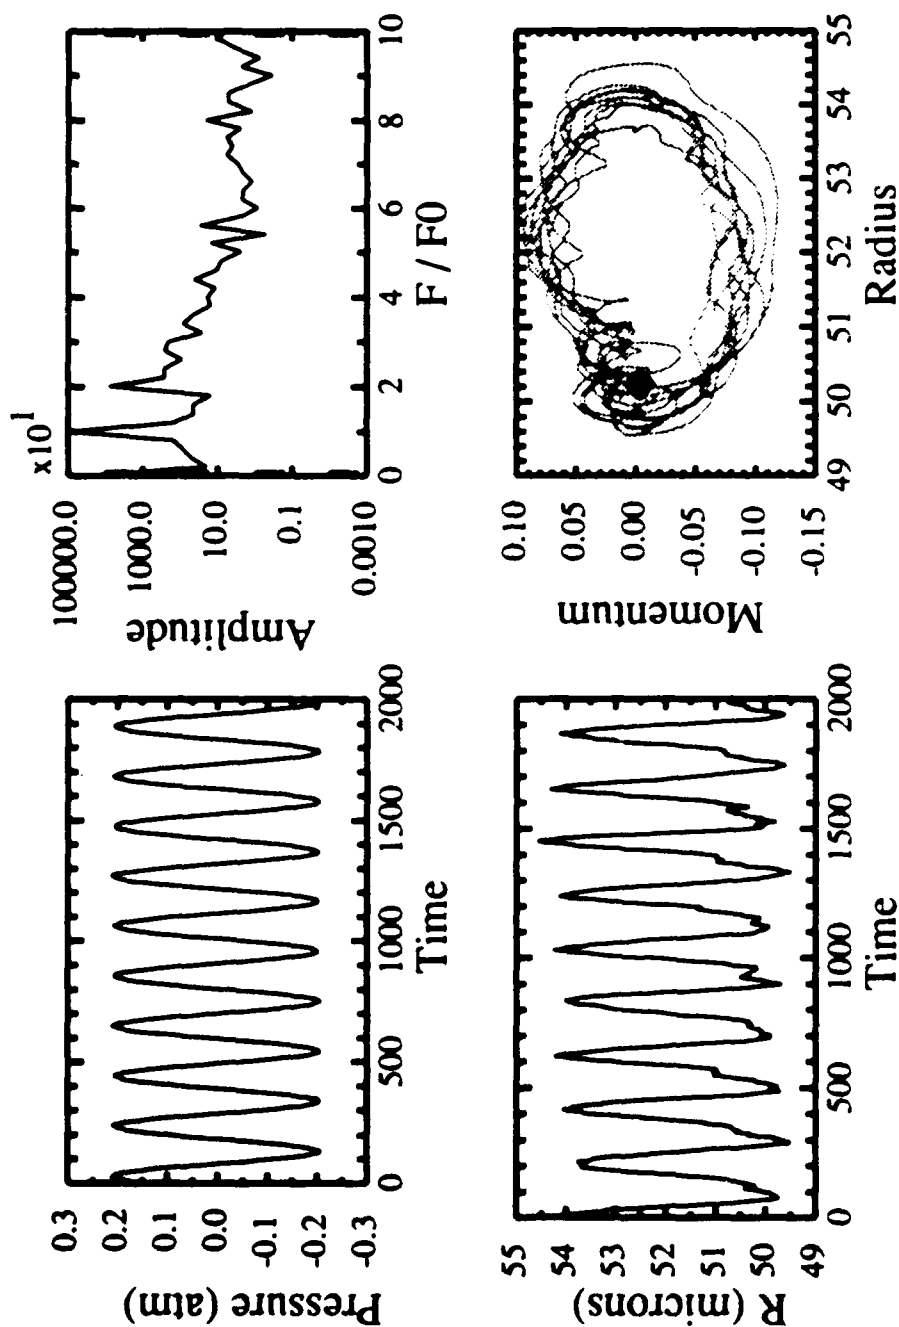 Pressure (atm)
0.3
0.2
0.1
0.0
-0.1
-0.2
-0.3
0 500 1000 1500 2000
Time
x10¹
Amplitude
100000.0
1000.0
10.0
0.1
0.0010
0 2 4 6 8 10
F / F0
R (microns)
55
54
53
52
51
50
49
0 500 1000 1500 2000
Time
Momentum
0.10
0.05
0.00
-0.05
-0.10
-0.15
49 50 51 52 53 54 55
Radius